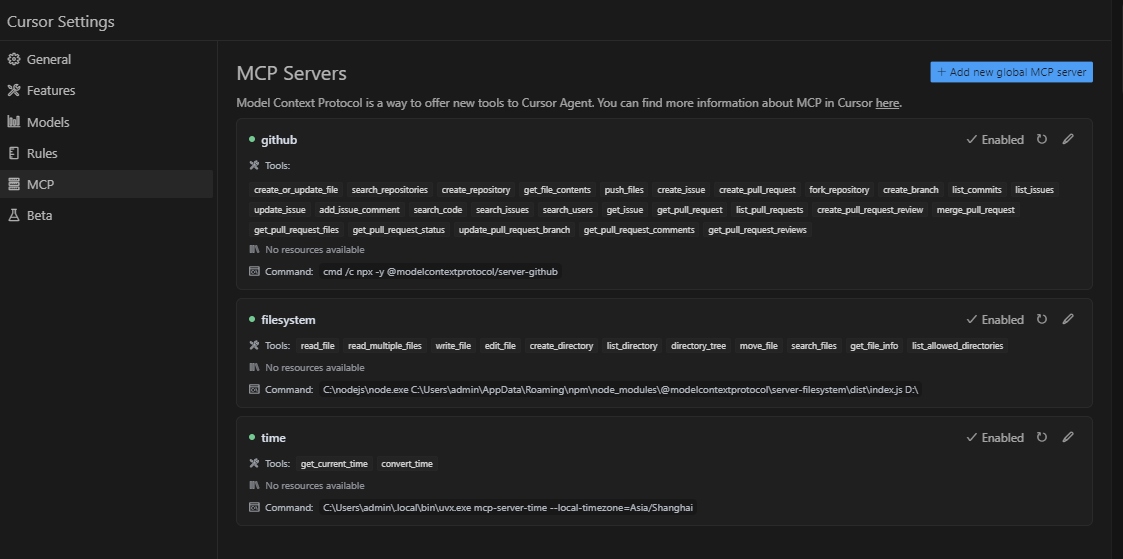 Cursor Settings
General
Features
Models
Rules
MCP
Beta
MCP Servers
+ Add new global MCP server
Model Context Protocol is a way to offer new tools to Cursor Agent. You can find more information about MCP in Cursor here.
github
Enabled
Tools:
create_or_update_file search_repositories create_repository get_file_contents push_files create_issue create_pull_request fork_repository create_branch list_commits list_issues
update_issue add_issue_comment search_code search_issues search_users get_issue get_pull_request list_pull_requests create_pull_request_review merge_pull_request
get_pull_request_files get_pull_request_status update_pull_request_branch get_pull_request_comments get_pull_request_reviews
No resources available
Command: cmd /c npx -y @modelcontextprotocol/server-github
filesystem
Enabled
Tools: read_file read_multiple_files write_file edit_file create_directory list_directory directory_tree move_file search_files get_file_info list_allowed_directories
No resources available
Command: C:\nodejs\node.exe C:\Users\admin\AppData\Roaming\npm\node_modules\@modelcontextprotocol\server-filesystem\dist\index.js D:\
time
Enabled
Tools: get_current_time convert_time
No resources available
Command: C:\Users\admin\.local\bin\uvx.exe mcp-server-time --local-timezone=Asia/Shanghai